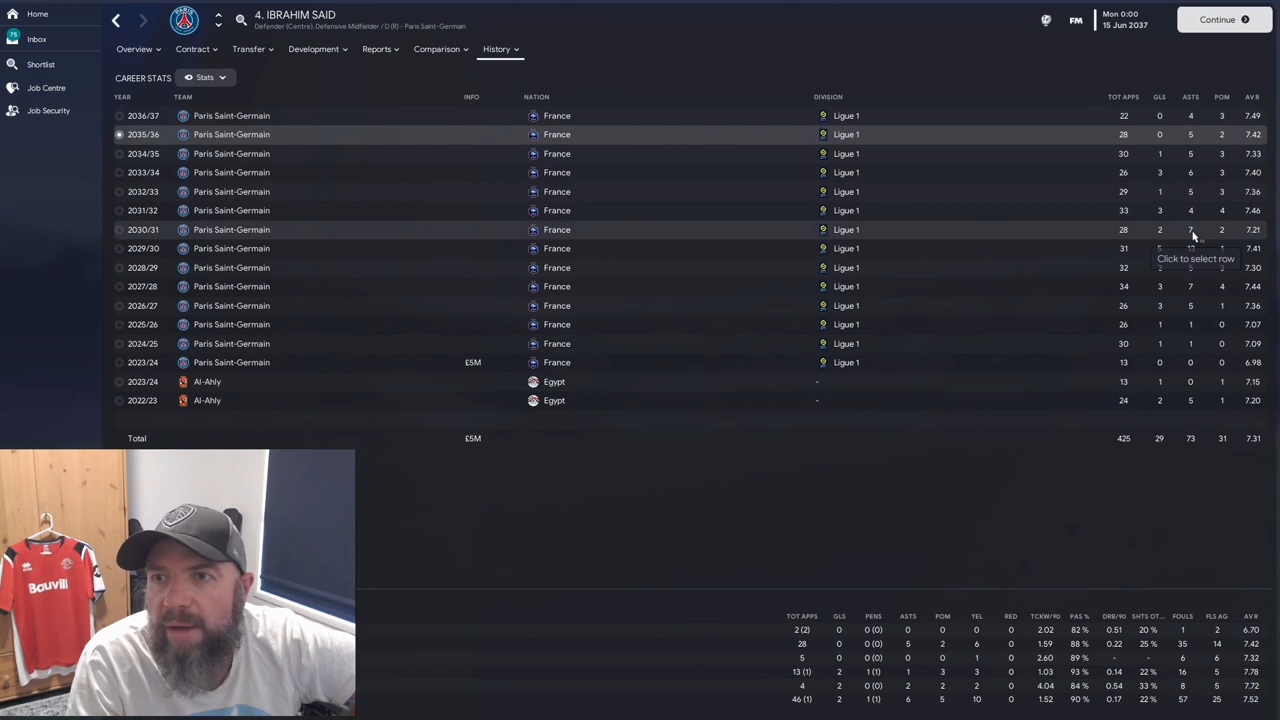 Home
75
Inbox
Shortlist
Job Centre
Job Security
4. IBRAHIM SAID
Defender (Centre), Defensive Midfielder / D (R) - Paris Saint-Germain
FM
Mon 0:00
15 Jun 2037
Continue
Overview
Contract
Transfer
Development
Reports
Comparison
History
CAREER STATS
Stats
YEAR TEAM INFO NATION DIVISION TOT APPS GLS ASTS POM AVR
2036/37 Paris Saint-Germain France Ligue 1 22 0 4 3 7.49
2035/36 Paris Saint-Germain France Ligue 1 28 0 5 2 7.42
2034/35 Paris Saint-Germain France Ligue 1 30 1 5 3 7.33
2033/34 Paris Saint-Germain France Ligue 1 26 3 6 3 7.40
2032/33 Paris Saint-Germain France Ligue 1 29 1 5 3 7.36
2031/32 Paris Saint-Germain France Ligue 1 33 3 4 4 7.46
2030/31 Paris Saint-Germain France Ligue 1 28 2 7 2 7.21
2029/30 Paris Saint-Germain France Ligue 1 31 5 13 1 7.41
Click to select row
2028/29 Paris Saint-Germain France Ligue 1 32 3 5 3 7.30
2027/28 Paris Saint-Germain France Ligue 1 34 3 7 4 7.44
2026/27 Paris Saint-Germain France Ligue 1 26 3 5 1 7.36
2025/26 Paris Saint-Germain France Ligue 1 26 1 1 0 7.07
2024/25 Paris Saint-Germain France Ligue 1 30 1 1 0 7.09
2023/24 Paris Saint-Germain £5M France Ligue 1 13 0 0 0 6.98
2023/24 Al-Ahly Egypt - 13 1 0 1 7.15
2022/23 Al-Ahly Egypt - 24 2 5 1 7.20
Total £5M 425 29 73 31 7.31
Bauvill
TOT APPS GLS PENS ASTS POM YEL RED TCKW/90 PAS % DRB/90 SHTS OT... FOULS FLS AG AVR
2 (2) 0 0 (0) 0 0 0 0 2.02 82 % 0.51 20 % 1 2 6.70
28 0 0 (0) 5 2 6 0 1.59 88 % 0.22 25 % 35 14 7.42
5 0 0 (0) 0 0 1 0 2.60 89 % - - 6 6 7.32
13 (1) 2 1 (1) 1 3 3 0 1.03 93 % 0.14 22 % 16 5 7.78
4 2 0 (0) 2 2 2 0 4.04 84 % 0.54 33 % 8 5 7.72
46 (1) 2 1 (1) 6 5 10 0 1.52 90 % 0.17 22 % 57 25 7.52